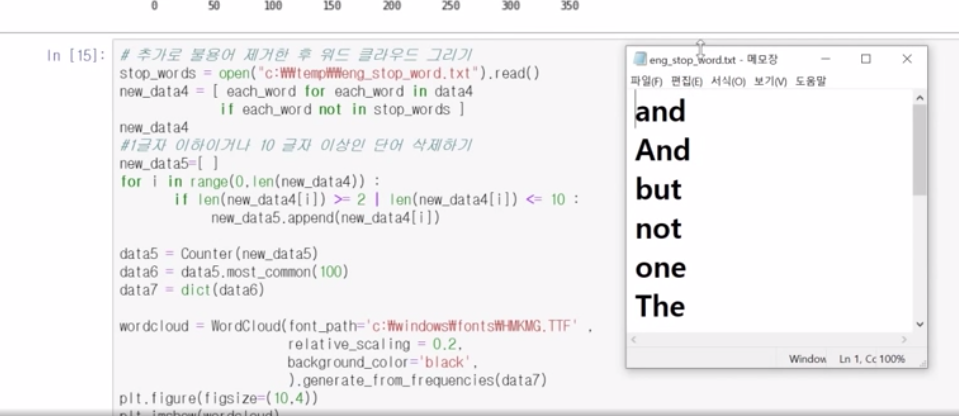 0 50 100 150 200 250 300 350
In [15]:
# 추가로 불용어 제거한 후 워드 클라우드 그리기
stop_words = open("c:₩₩temp₩₩eng_stop_word.txt").read()
new_data4 = [ each_word for each_word in data4
if each_word not in stop_words ]
new_data4
#1글자 이하이거나 10 글자 이상인 단어 삭제하기
new_data5=[ ]
for i in range(0,len(new_data4)) :
if len(new_data4[i]) >= 2 | len(new_data4[i]) <= 10 :
new_data5.append(new_data4[i])
data5 = Counter(new_data5)
data6 = data5.most_common(100)
data7 = dict(data6)
wordcloud = WordCloud(font_path='c:₩windows₩fonts₩HMKMG.TTF' ,
relative_scaling = 0.2,
background_color='black',
).generate_from_frequencies(data7)
plt.figure(figsize=(10,4))
plt.imshow(wordcloud)
eng_stop_word.txt - 메모장
파일(F) 편집(E) 서식(O) 보기(V) 도움말
and
And
but
not
one
The
Window Ln 1, Cc 100%